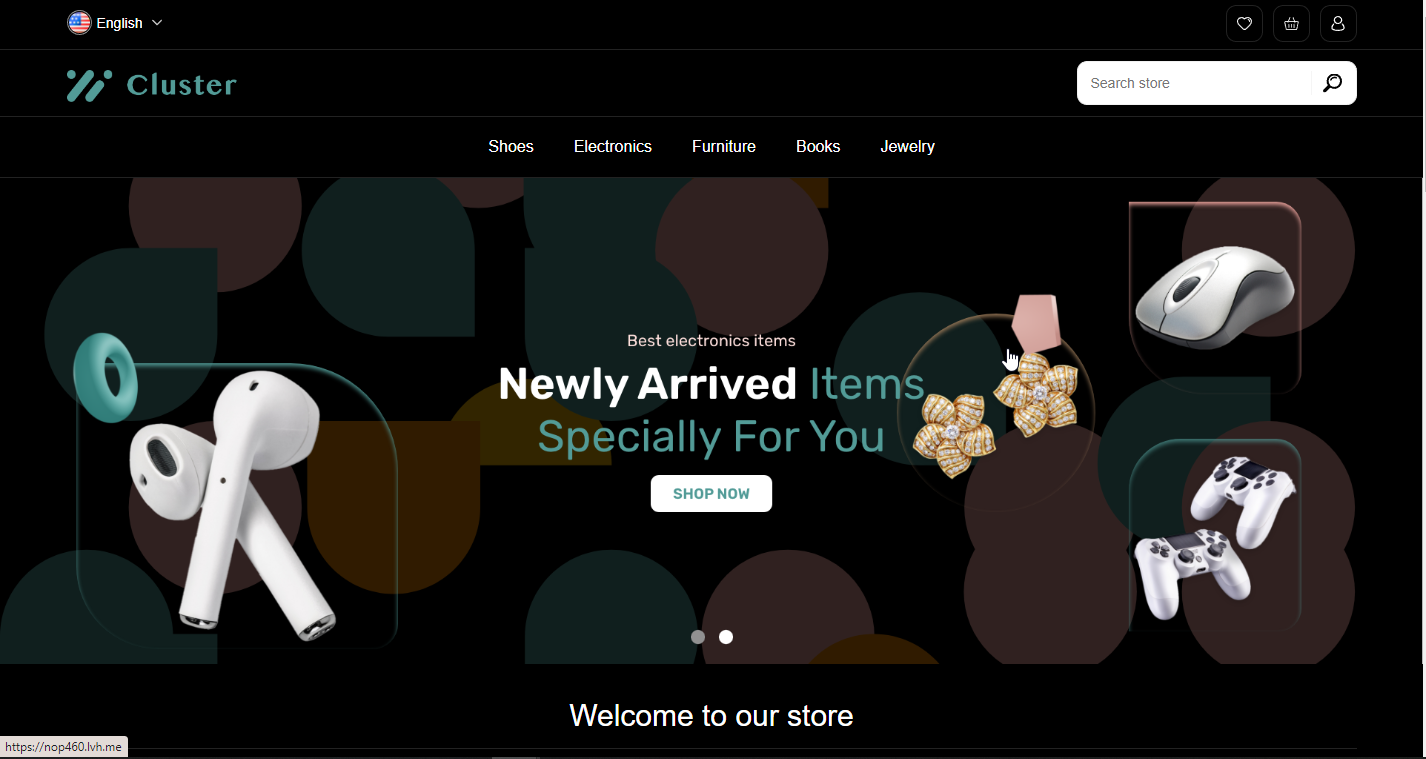 English
Cluster
Search store
Shoes Electronics Furniture Books Jewelry
Best electronics items
Newly Arrived Items
Specially For You
SHOP NOW
Welcome to our store
https://nop460.lvh.me